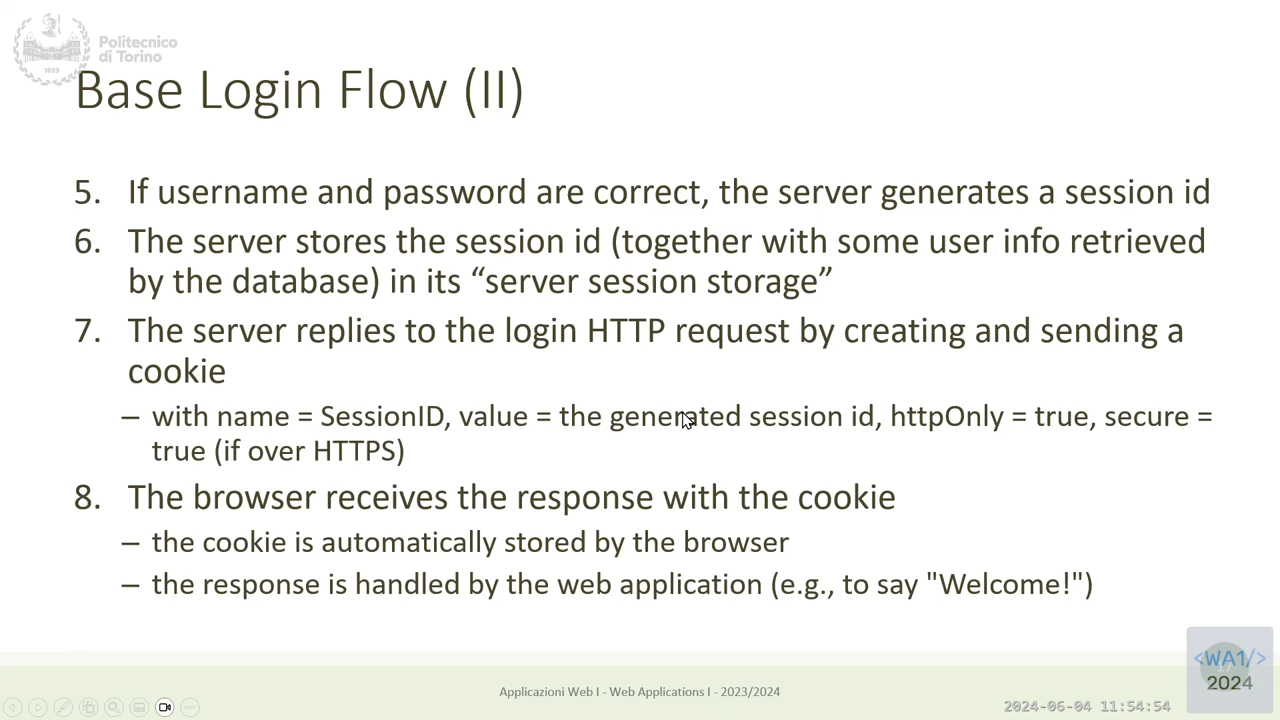 Politecnico
di Torino
1859
Base Login Flow (II)
5. If username and password are correct, the server generates a session id
6. The server stores the session id (together with some user info retrieved
by the database) in its “server session storage”
7. The server replies to the login HTTP request by creating and sending a
cookie
– with name = SessionID, value = the generated session id, httpOnly = true, secure =
true (if over HTTPS)
8. The browser receives the response with the cookie
– the cookie is automatically stored by the browser
– the response is handled by the web application (e.g., to say "Welcome!")
Applicazioni Web I - Web Applications I - 2023/2024
<WA1/>
2024
2024-06-04 11:54:54